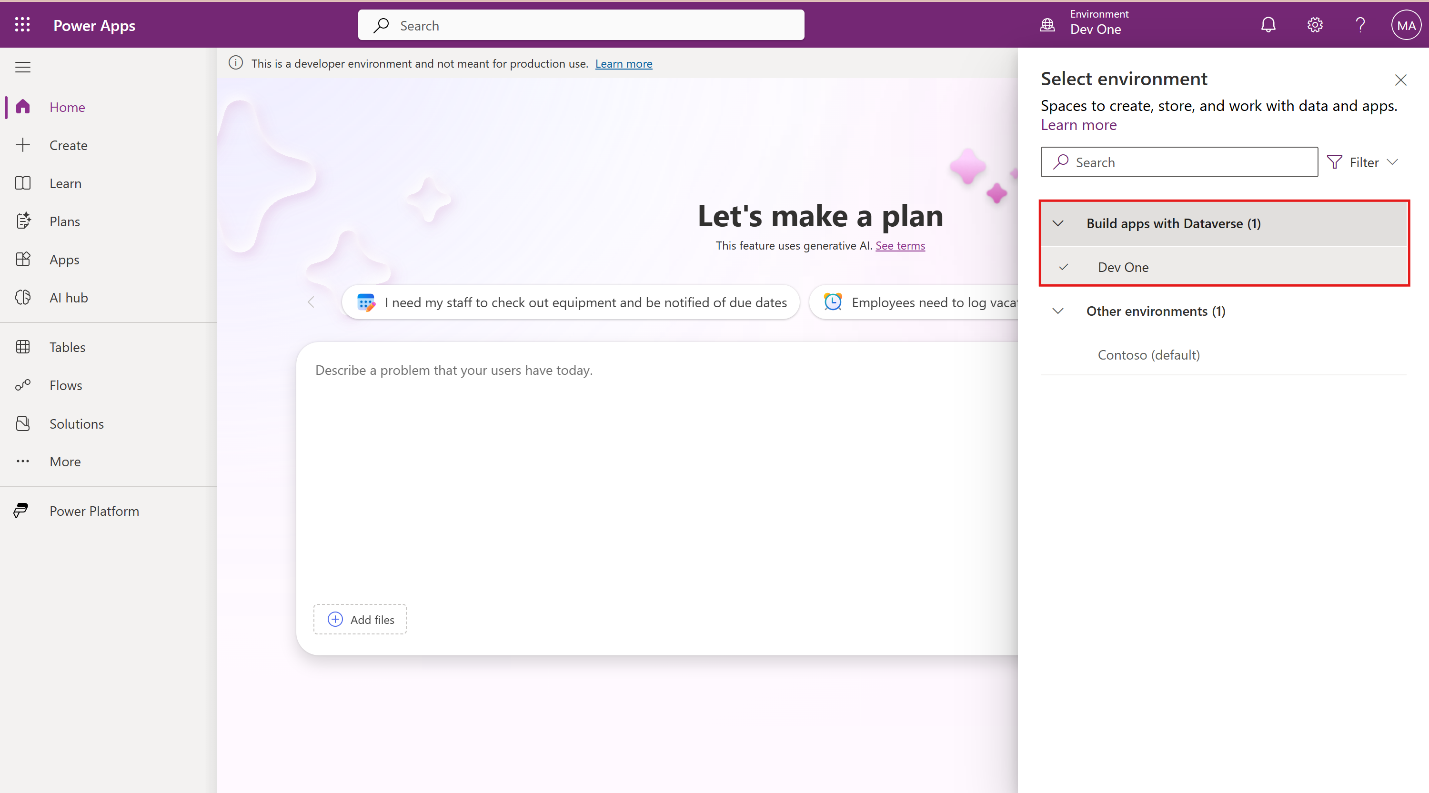 Power Apps
Search
Environment
Dev One
?
MA
This is a developer environment and not meant for production use. Learn more
Home
Create
Learn
Plans
Apps
AI hub
Tables
Flows
Solutions
More
Power Platform
Let's make a plan
This feature uses generative AI. See terms
I need my staff to check out equipment and be notified of due dates
Employees need to log
Describe a problem that your users have today.
Add files
Select environment
Spaces to create, store, and work with data and apps.
Learn more
Search
Filter
Build apps with Dataverse (1)
Dev One
Other environments (1)
Contoso (default)